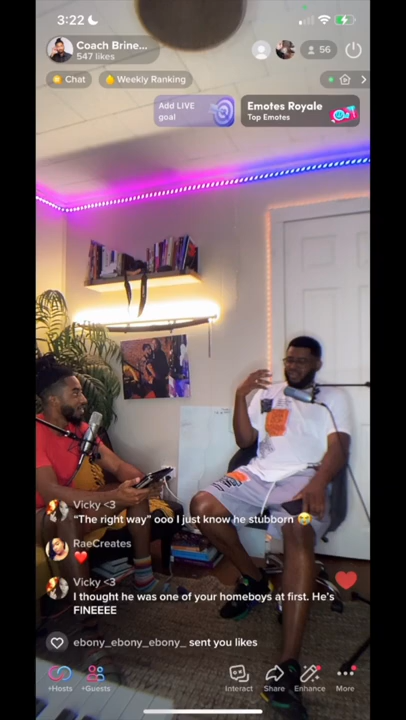 3:22
Coach Brine...
547 likes
56
Chat
Weekly Ranking
Add LIVE
goal
Emotes Royale
Top Emotes
Vicky <3
“The right way” ooo I just know he stubborn 😭
RaeCreates
❤️
Vicky <3
I thought he was one of your homeboys at first. He's
FINEEEE
ebony_ebony_ebony_ sent you likes
+Hosts
+Guests
Interact
Share
Enhance
More